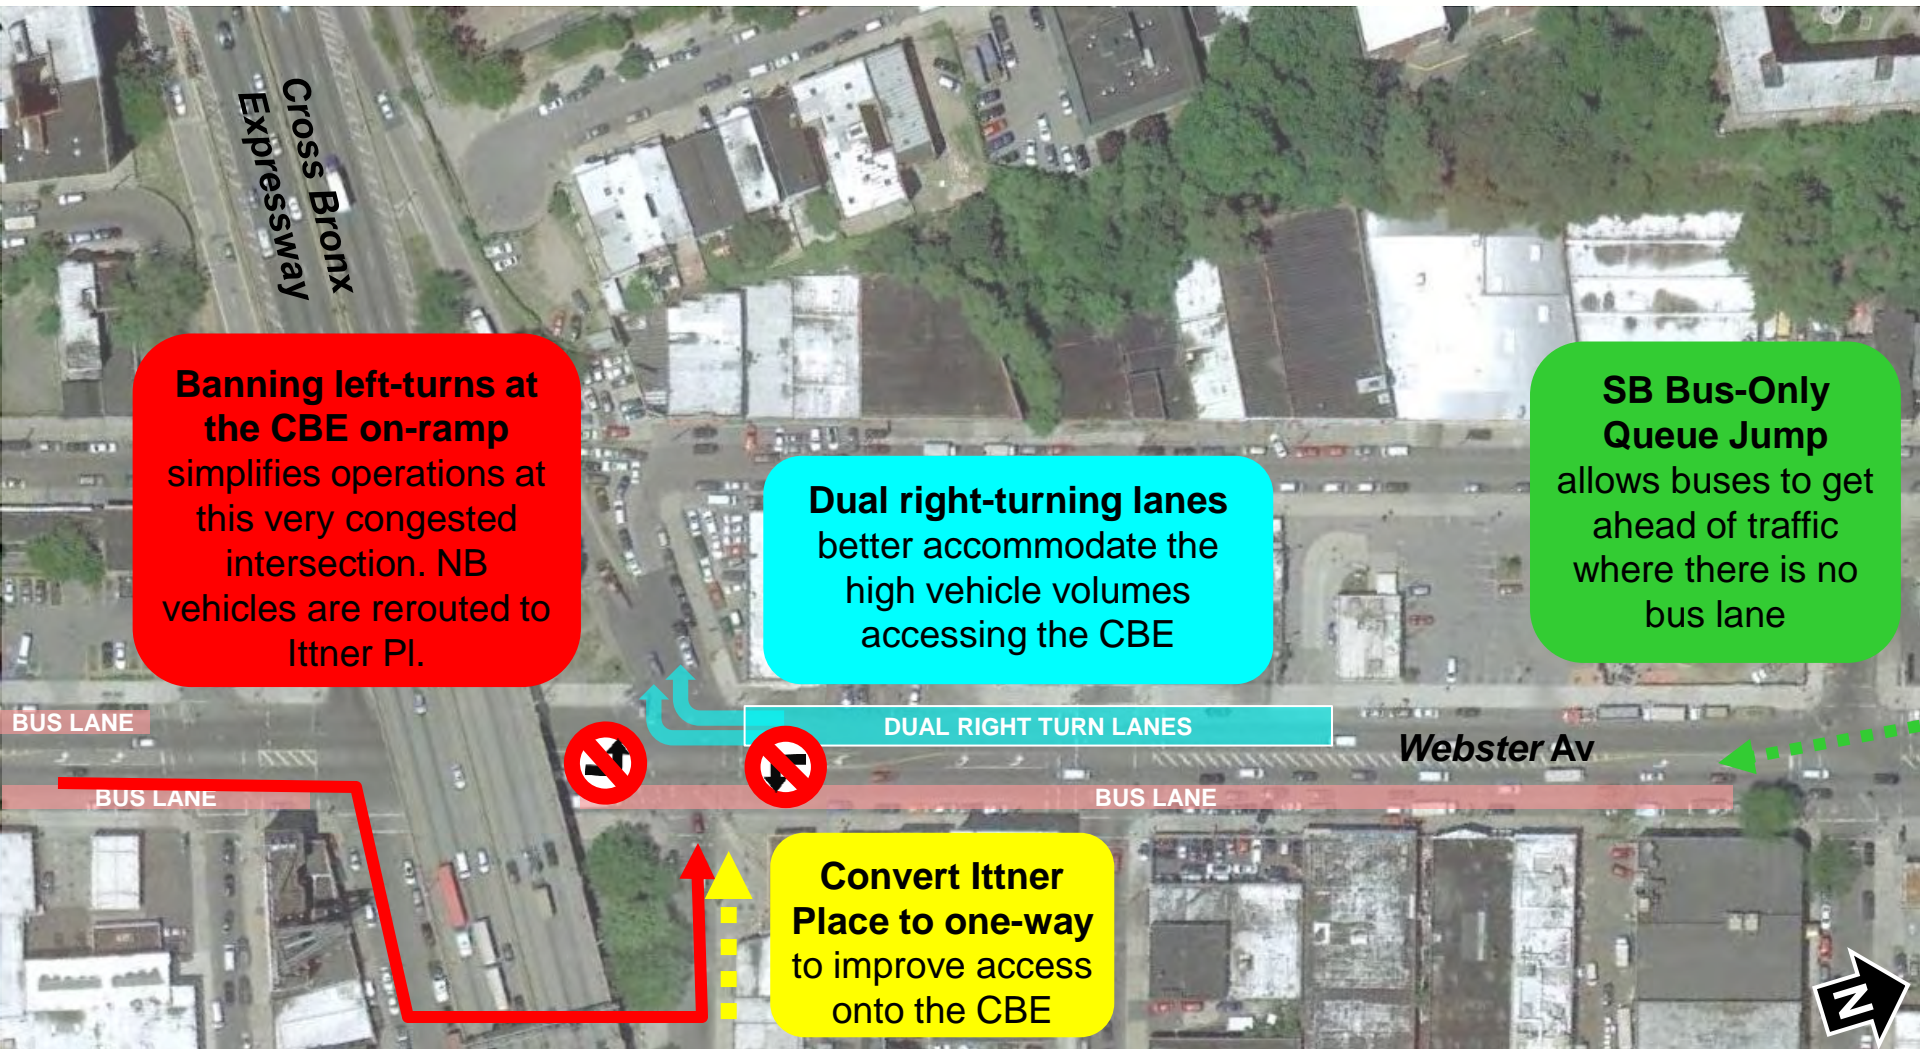 Cross Bronx
Expressway
Banning left-turns at
the CBE on-ramp
simplifies operations at
this very congested
intersection. NB
vehicles are rerouted to
Ittner Pl.
Dual right-turning lanes
better accommodate the
high vehicle volumes
accessing the CBE
SB Bus-Only
Queue Jump
allows buses to get
ahead of traffic
where there is no
bus lane
BUS LANE
DUAL RIGHT TURN LANES
Webster Av
BUS LANE
BUS LANE
Convert Ittner
Place to one-way
to improve access
onto the CBE
N